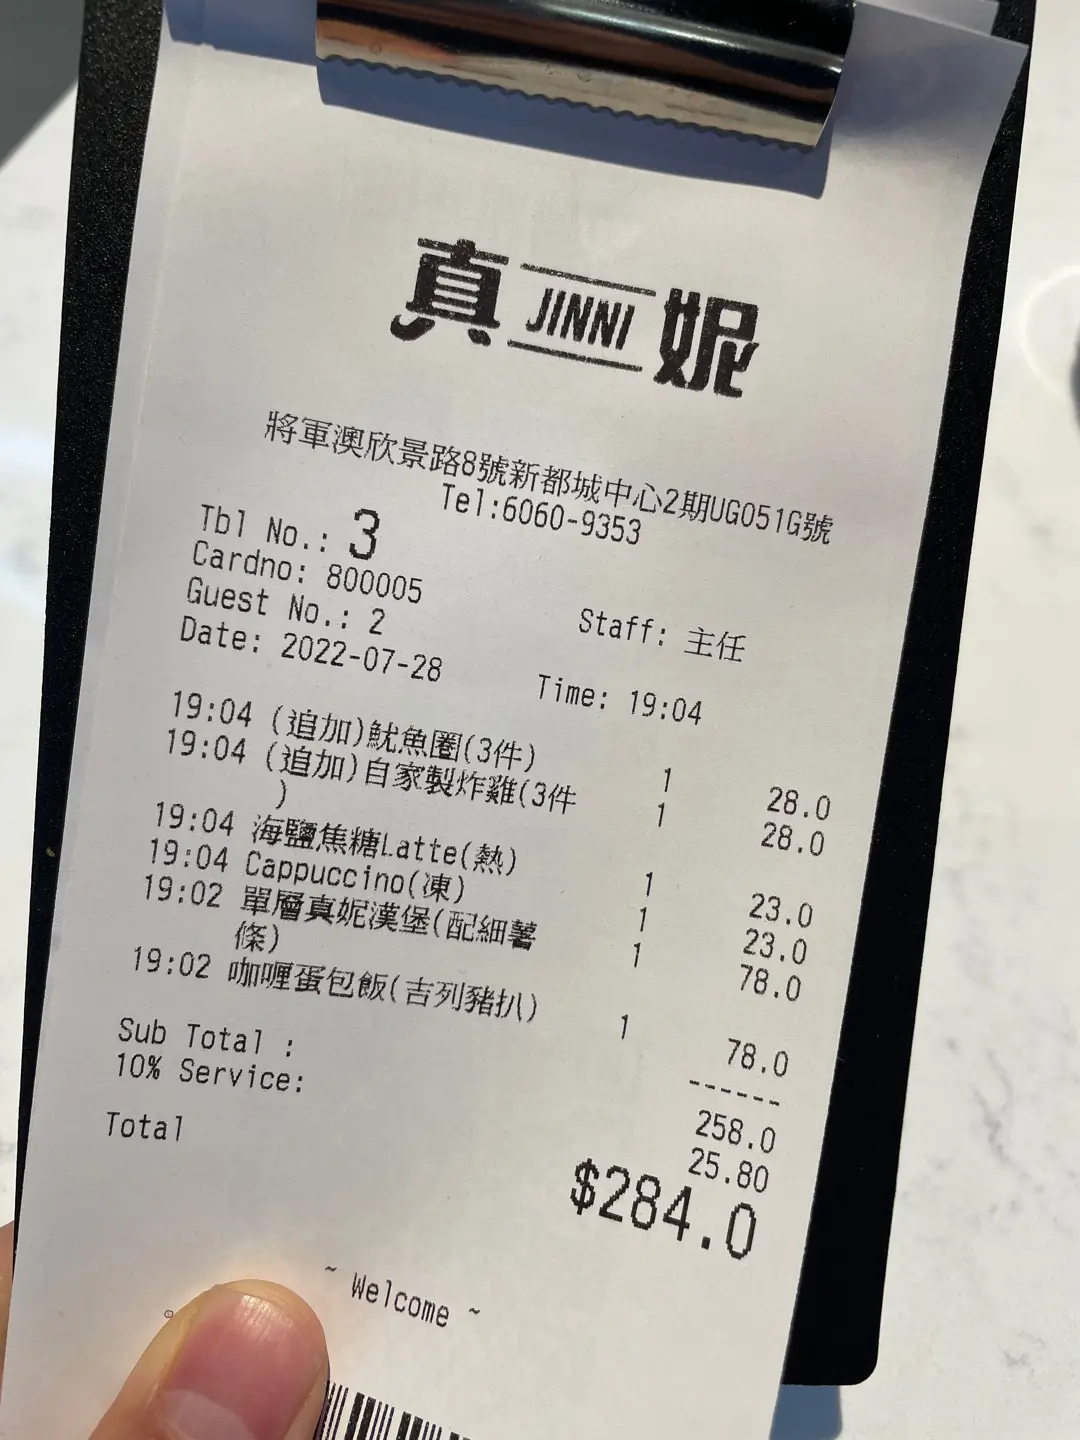 真 JINNI 妮
將軍澳欣景路8號新都城中心2期UG051G號
Tel:6060-9353
Tbl No.: 3
Cardno: 800005
Guest No.: 2 Staff: 主任
Date: 2022-07-28 Time: 19:04
19:04 (追加)魷魚圈(3件) 1 28.0
19:04 (追加)自家製炸雞(3件 1 28.0
)
19:04 海鹽焦糖Latte(熱) 1 23.0
19:04 Cappuccino(凍) 1 23.0
19:02 單層真妮漢堡(配細薯 1 78.0
條)
19:02 咖喱蛋包飯(吉列豬扒) 1 78.0
------
Sub Total : 258.0
10% Service: 25.80
Total $284.0
~ Welcome ~